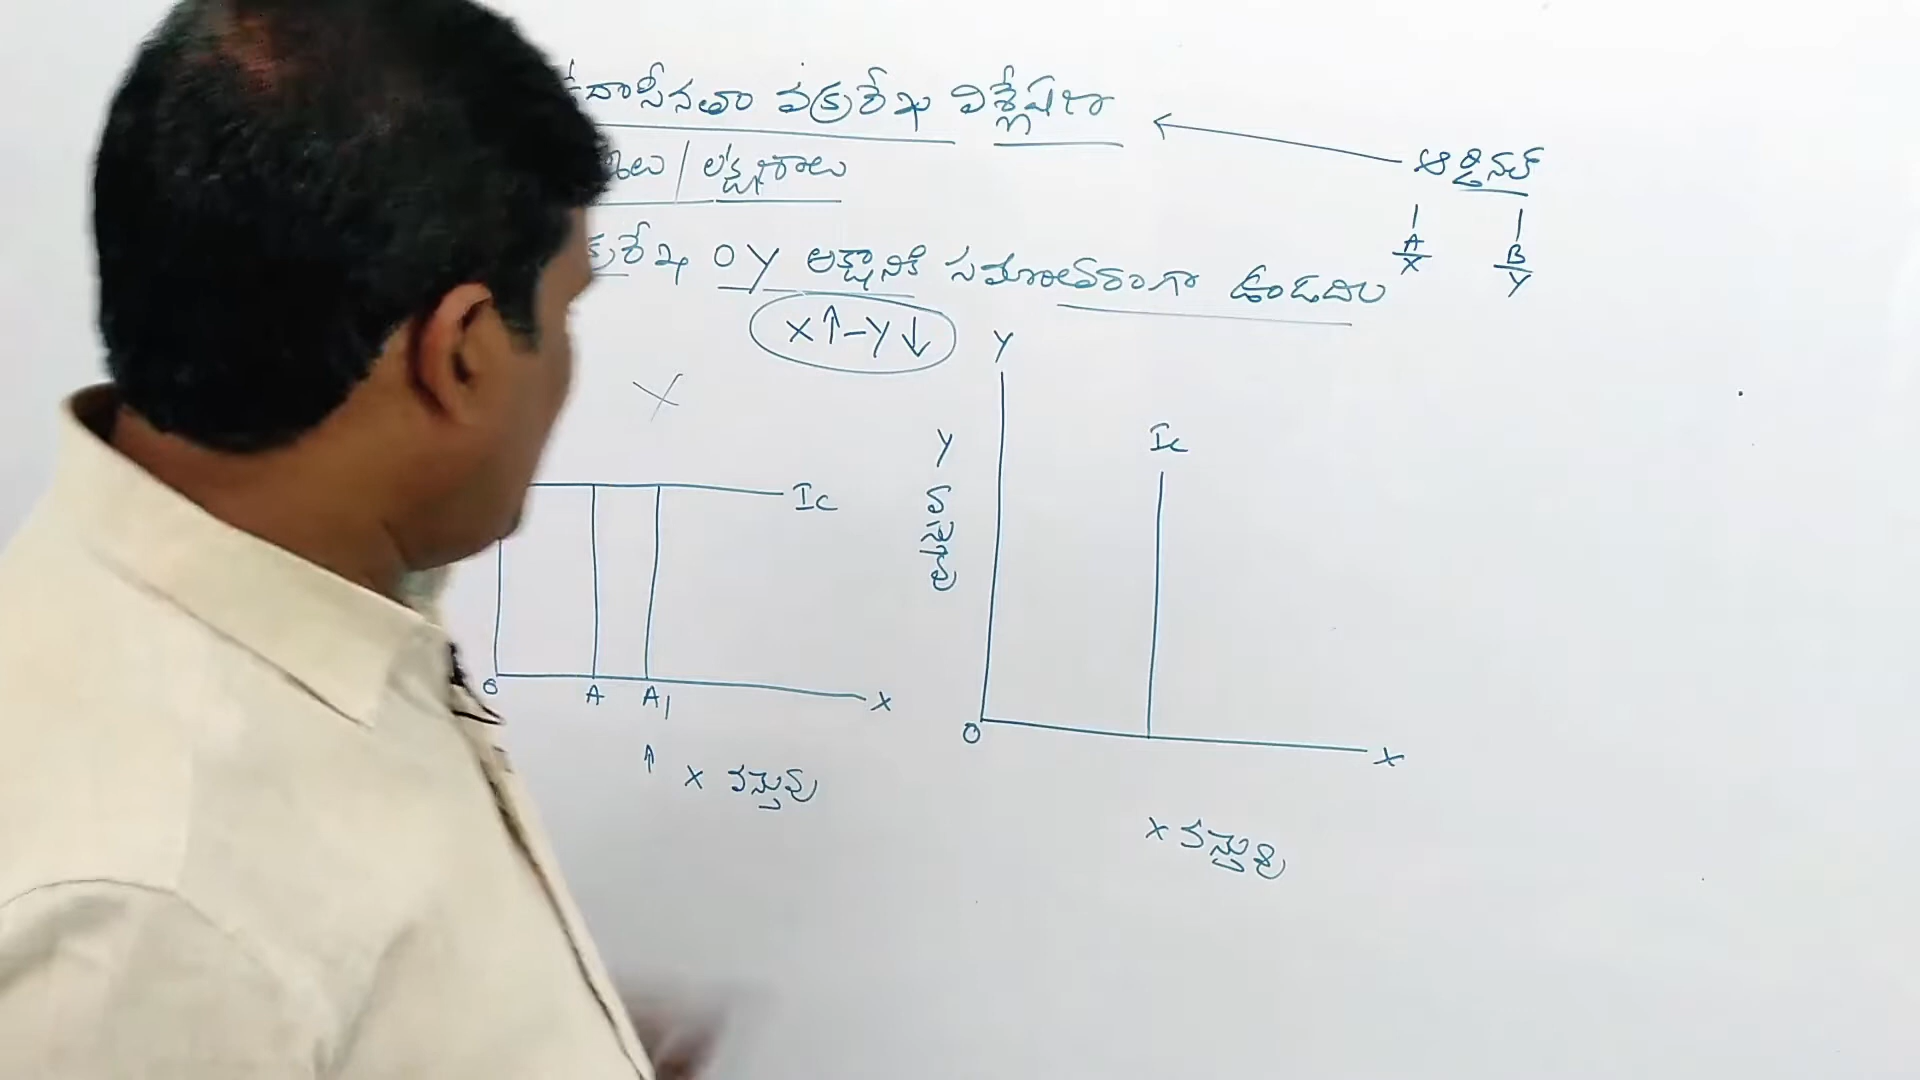 దాసీనతా వక్రరేఖ విశ్లేషణ
ఆర్డినల్
లు / లక్షణాలు
A B
X Y
క్రరేఖ OY అక్షానికి సమాంతరంగా ఉండదు
X↑-Y↓
Y
X
Ic
Y వస్తువు
Ic
O A A1 X
O X
↑ X వస్తువు
X వస్తువు